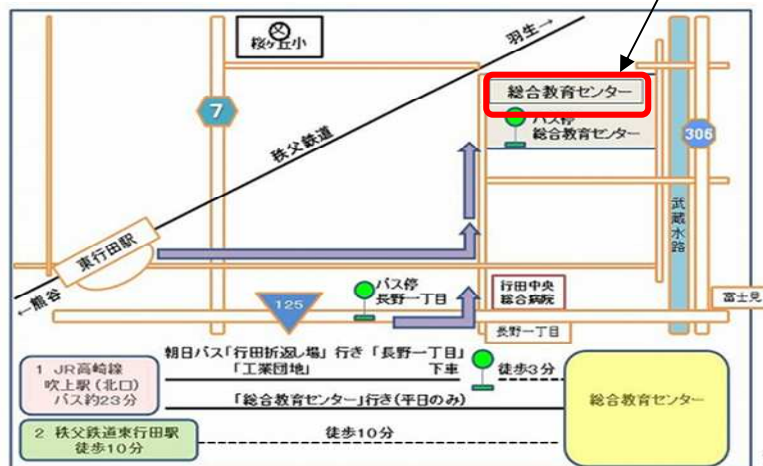 桜ヶ丘小
羽生→
総合教育センター
バス停
総合教育センター
7
秩父鉄道
306
武蔵水路
東行田駅
←熊谷
バス停
長野一丁目
125
行田中央
総合病院
富士見
長野一丁目
1 JR高崎線
吹上駅(北口)
バス約23分
朝日バス「行田折返し場」行き「長野一丁目」
「工業団地」 下車
徒歩3分
「総合教育センター」行き(平日のみ)
総合教育センター
2 秩父鉄道東行田駅
徒歩10分
徒歩10分